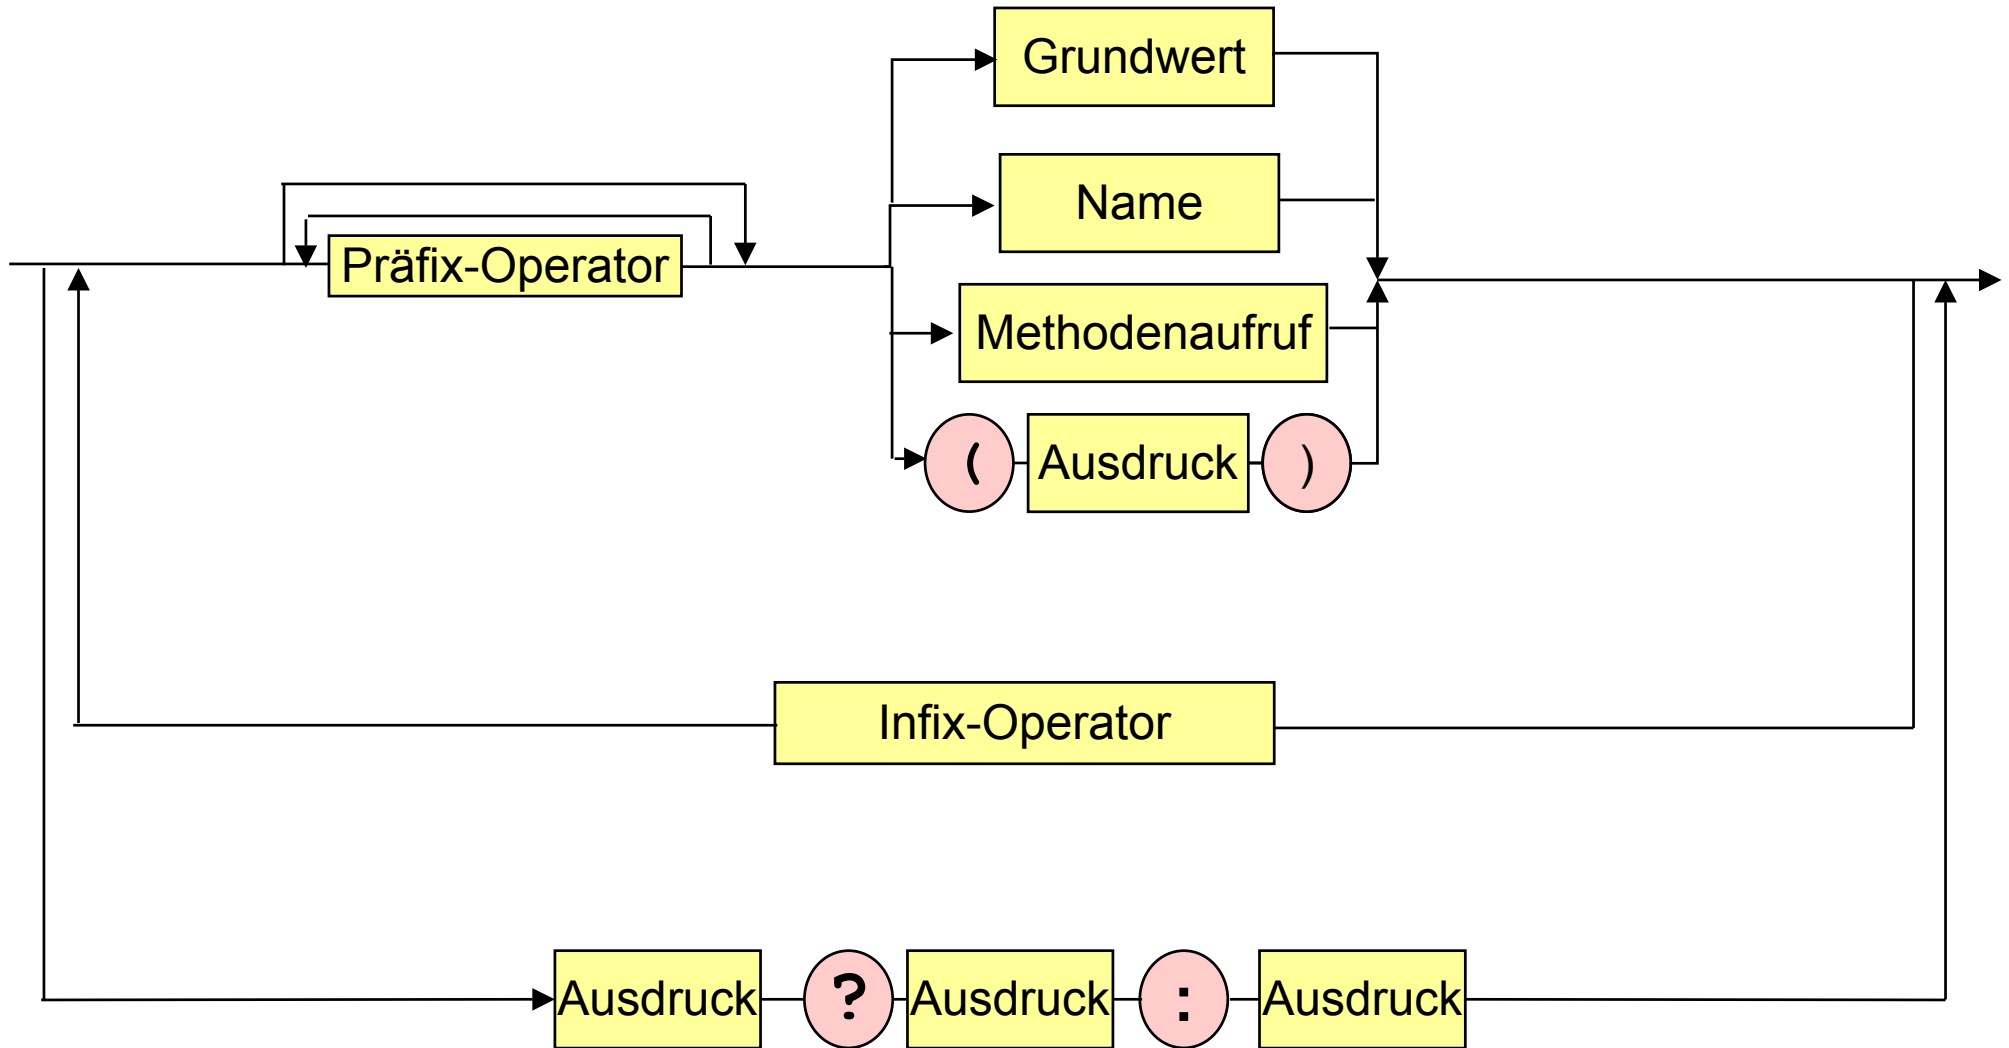 Grundwert
Name
Präfix-Operator
Methodenaufruf
( Ausdruck )
Infix-Operator
Ausdruck ? Ausdruck : Ausdruck